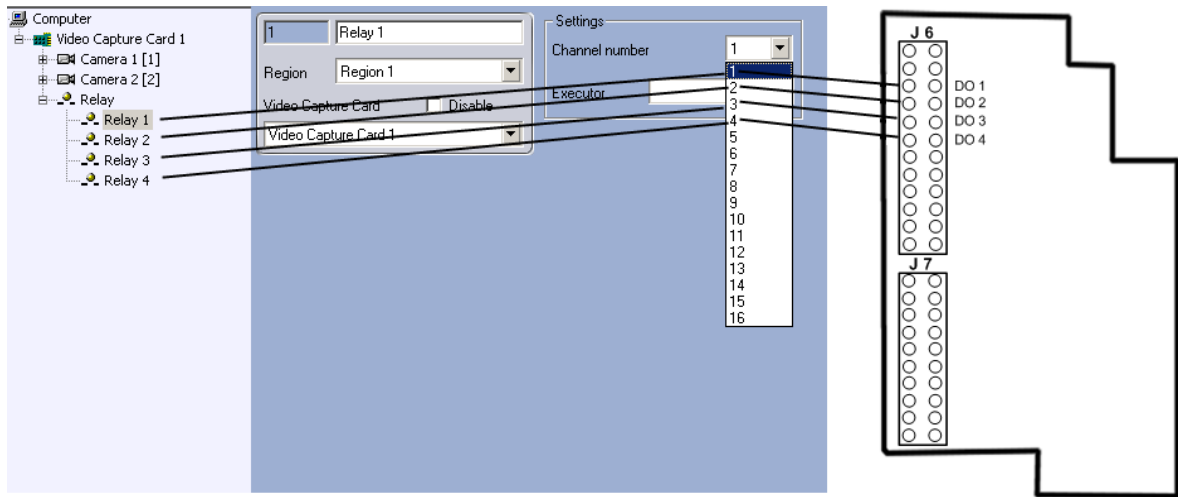 Computer
Video Capture Card 1
Camera 1 [1]
Camera 2 [2]
Relay
Relay 1
Relay 2
Relay 3
Relay 4
1 Relay 1
Region Region 1
Video Capture Card Disable
Video Capture Card 1
Settings
Channel number 1
Executor
1
2
3
4
5
6
7
8
9
10
11
12
13
14
15
16
J 6
DO 1
DO 2
DO 3
DO 4
J 7